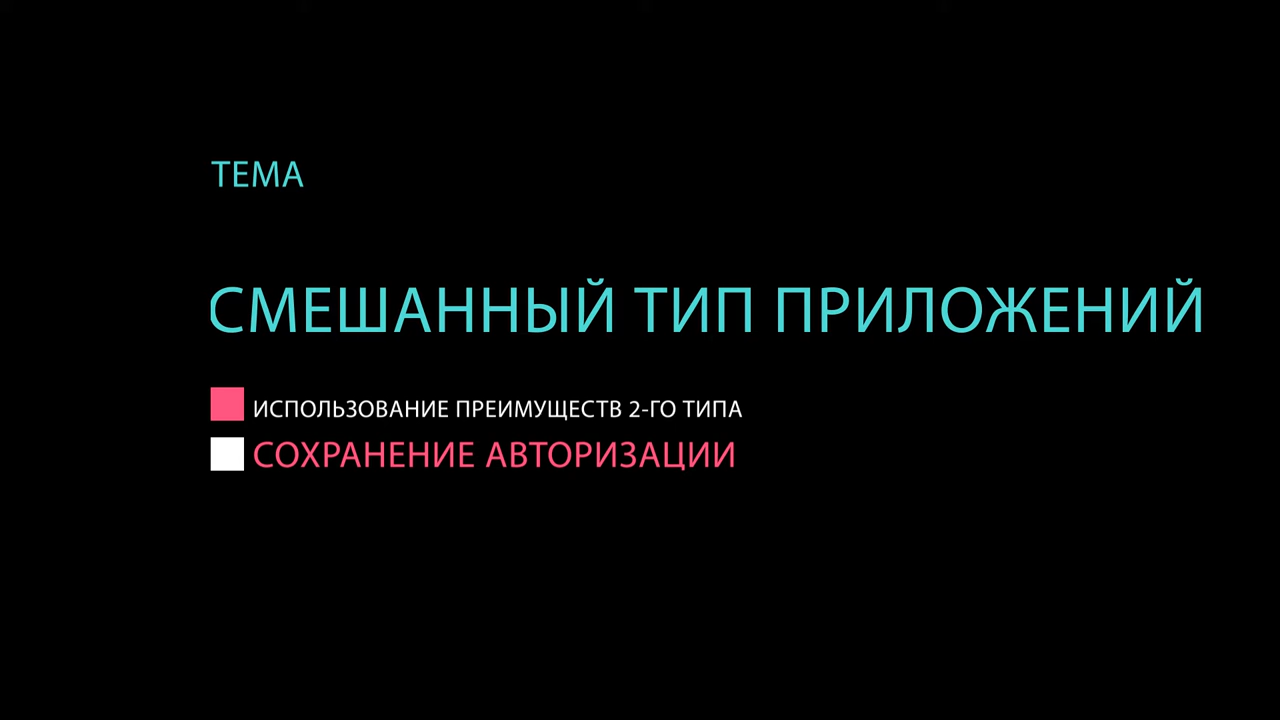 ТЕМА
СМЕШАННЫЙ ТИП ПРИЛОЖЕНИЙ
ИСПОЛЬЗОВАНИЕ ПРЕИМУЩЕСТВ 2-ГО ТИПА
СОХРАНЕНИЕ АВТОРИЗАЦИИ